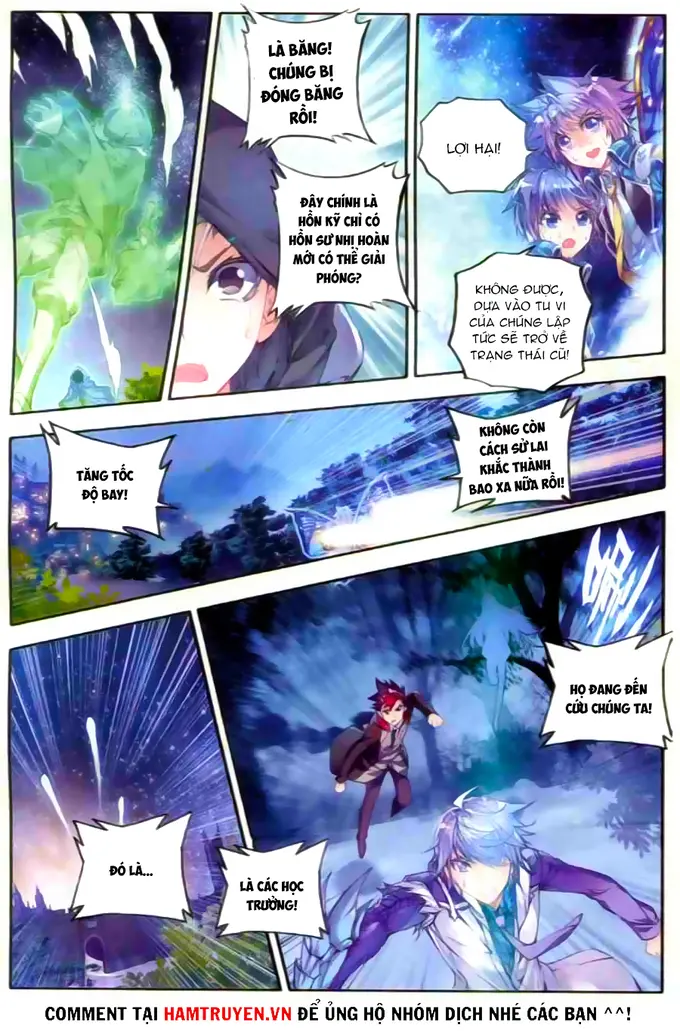 LÀ BĂNG!
CHÚNG BỊ
ĐÓNG BĂNG
RỒI!
ĐÂY CHÍNH LÀ
HỒN KỸ CHỈ CÓ
HỒN SƯ NHỊ HOÀN
MỚI CÓ THỂ GIẢI
PHÓNG?
LỢI HẠI!
KHÔNG ĐƯỢC,
DỰA VÀO TU VI
CỦA CHÚNG LẬP
TỨC SẼ TRỞ VỀ
TRẠNG THÁI CŨ!
TĂNG TỐC
ĐỘ BAY!
KHÔNG CÒN
CÁCH SỬ LAI
KHẮC THÀNH
BAO XA NỮA RỒI!
HỌ ĐANG ĐẾN
CỨU CHÚNG TA!
ĐÓ LÀ...
LÀ CÁC HỌC
TRƯỞNG!
COMMENT TẠI HAMTRUYEN.VN ĐỂ ỦNG HỘ NHÓM DỊCH NHÉ CÁC BẠN ^^!